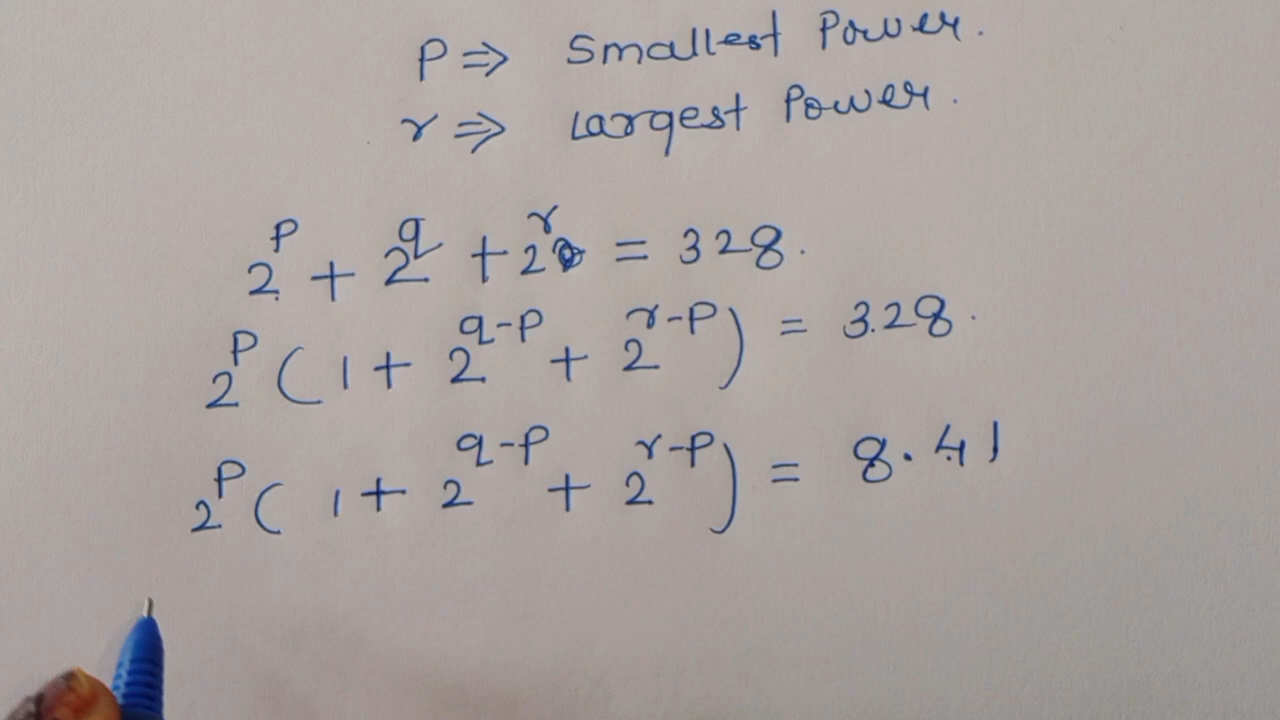 P ⇒ Smallest Power.
r ⇒ Largest Power.
2^P + 2^q + 2^r = 328.
2^P ( 1 + 2^q-P + 2^r-P ) = 328.
2^P ( 1 + 2^q-P + 2^r-P ) = 8.41